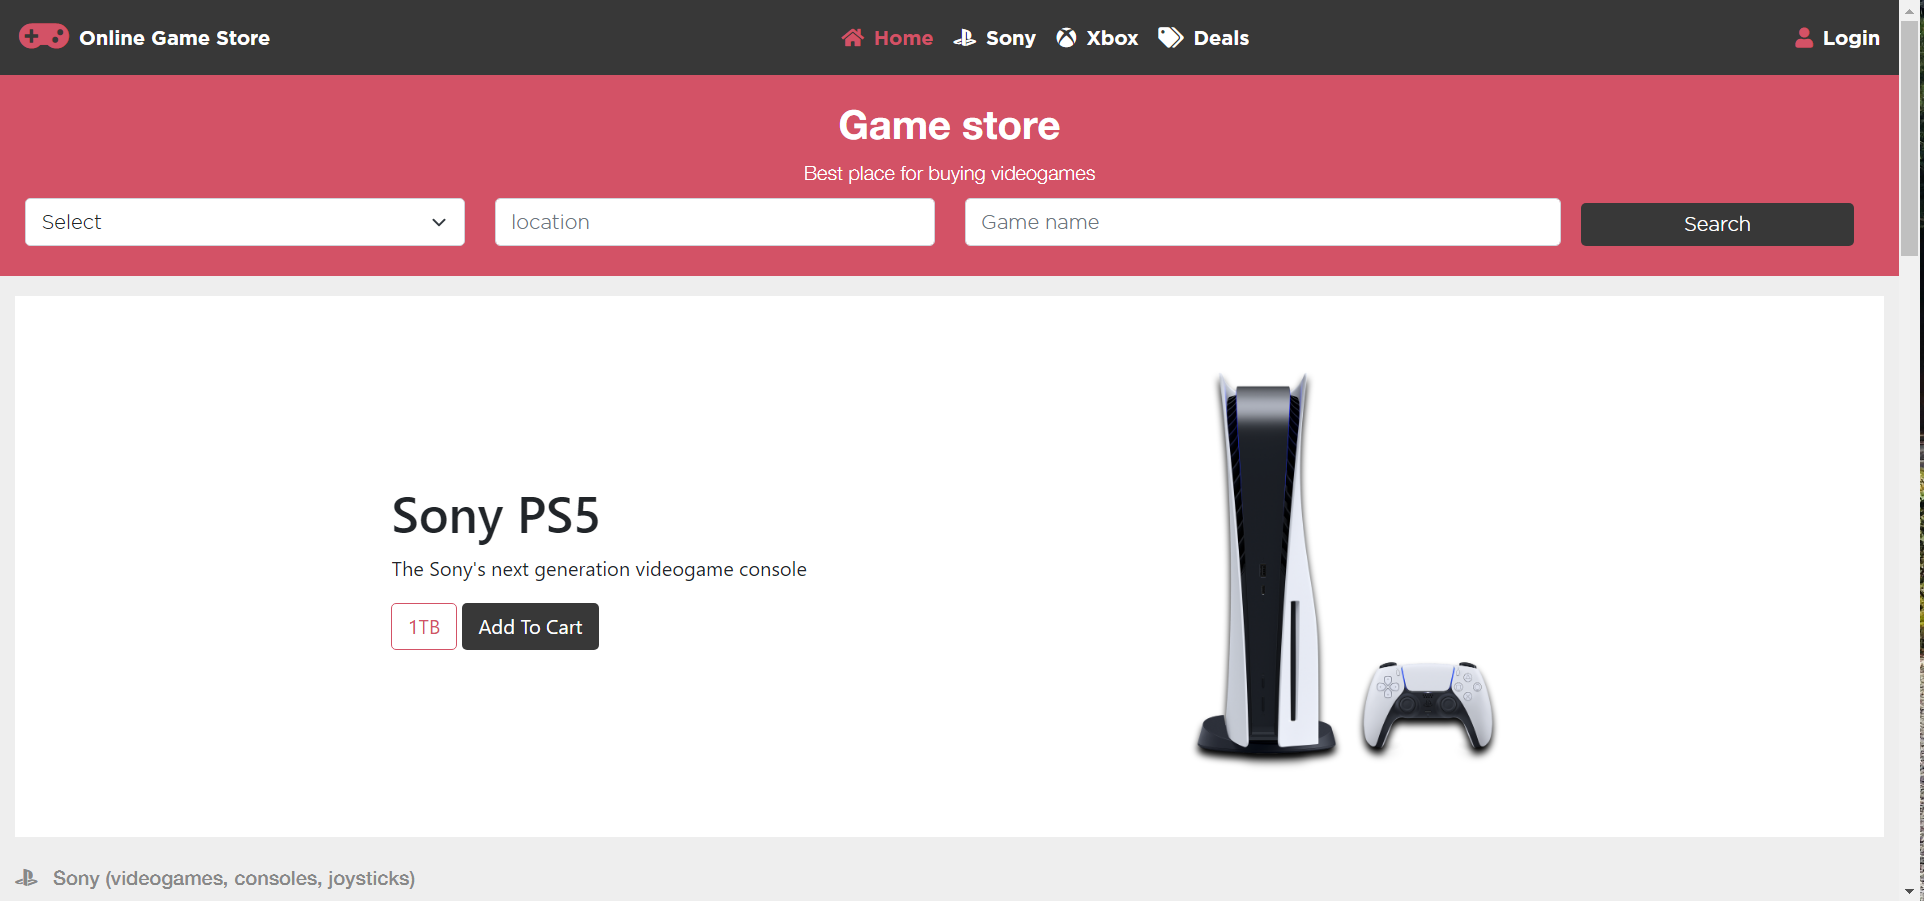 Online Game Store
Home Sony Xbox Deals
Login
Game store
Best place for buying videogames
Select
location
Game name
Search
Sony PS5
The Sony's next generation videogame console
1TB
Add To Cart
Sony (videogames, consoles, joysticks)